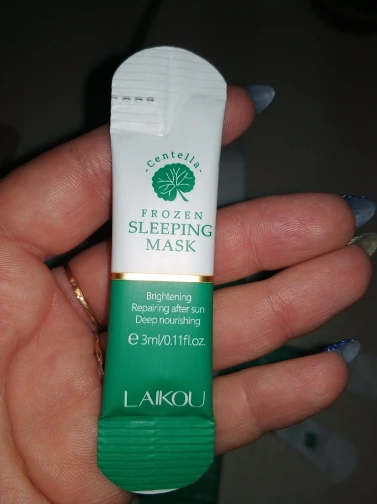 Centella
FROZEN
SLEEPING
MASK
Brightening
Repairing after sun
Deep nourishing
℮ 3ml/0.11fl.oz.
LAIKOU